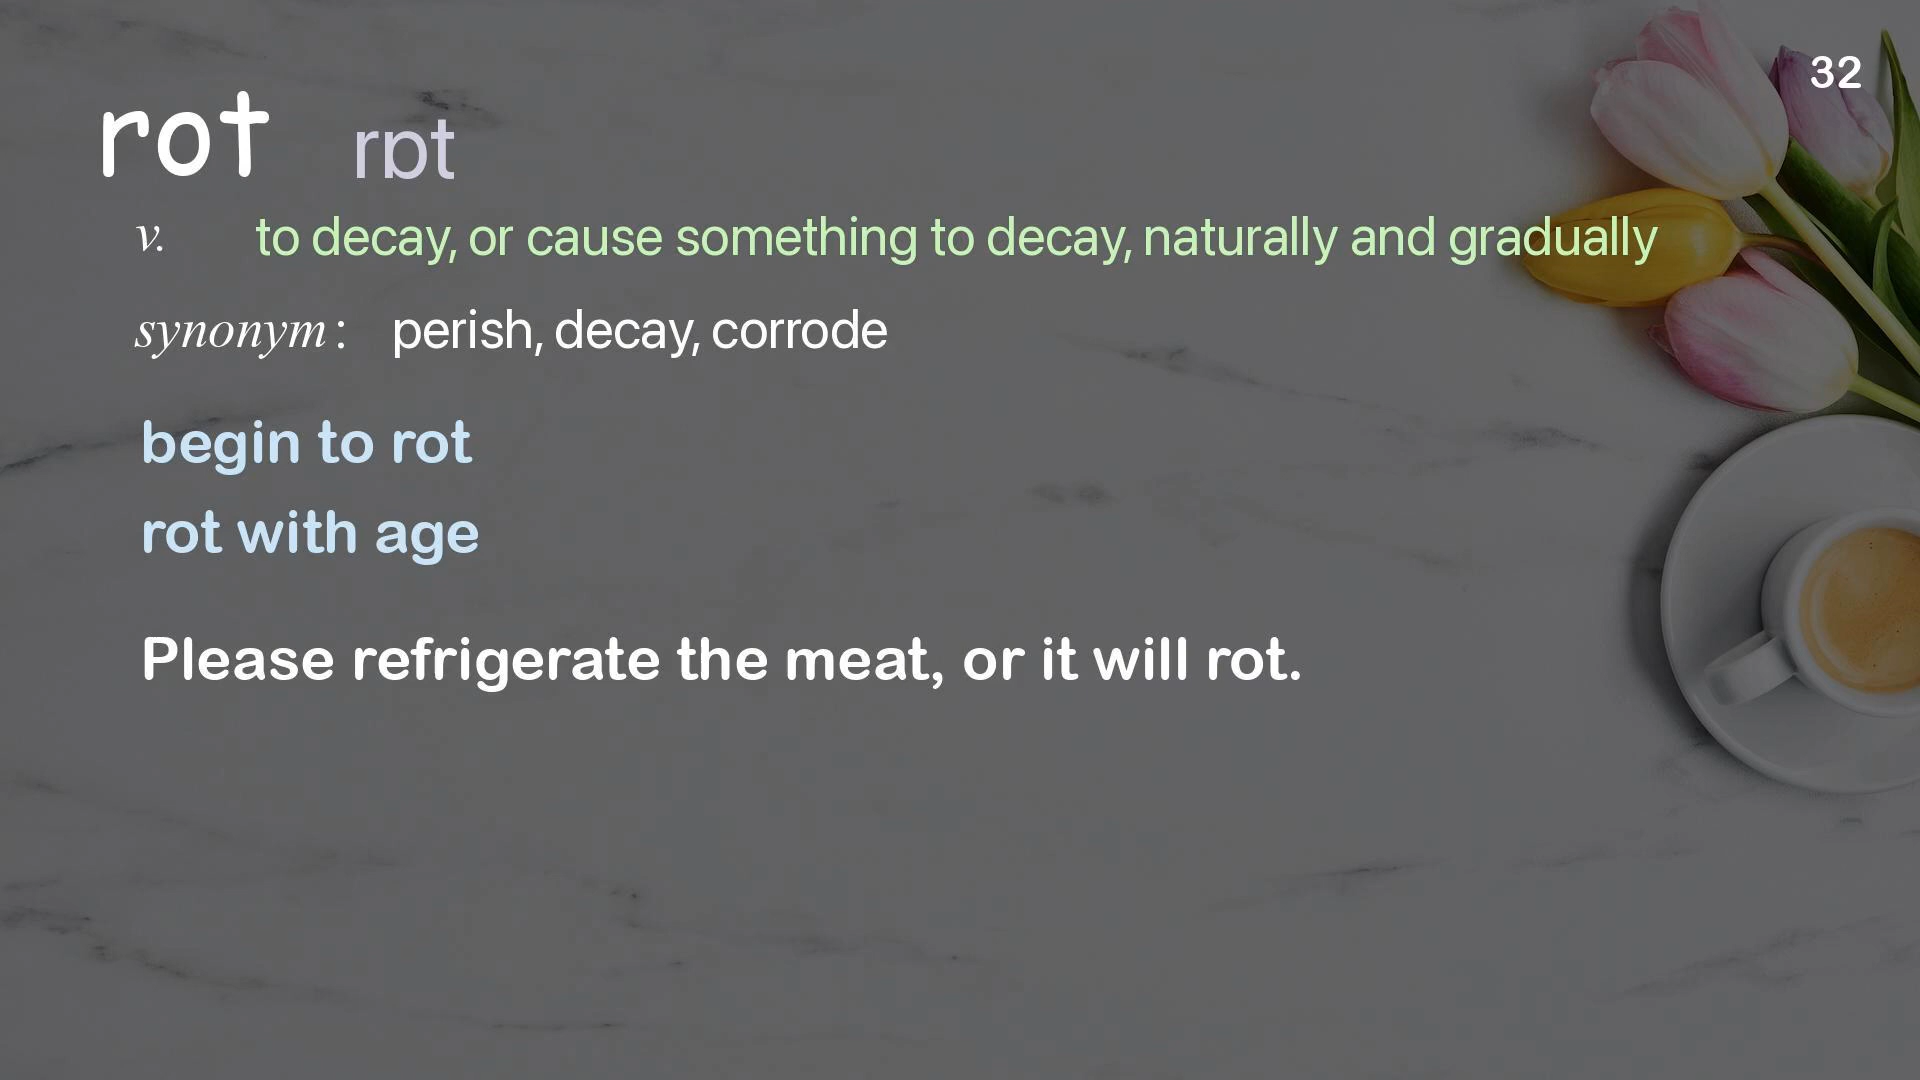 32
rot rɒt
v. to decay, or cause something to decay, naturally and gradually
synonym : perish, decay, corrode
begin to rot
rot with age
Please refrigerate the meat, or it will rot.